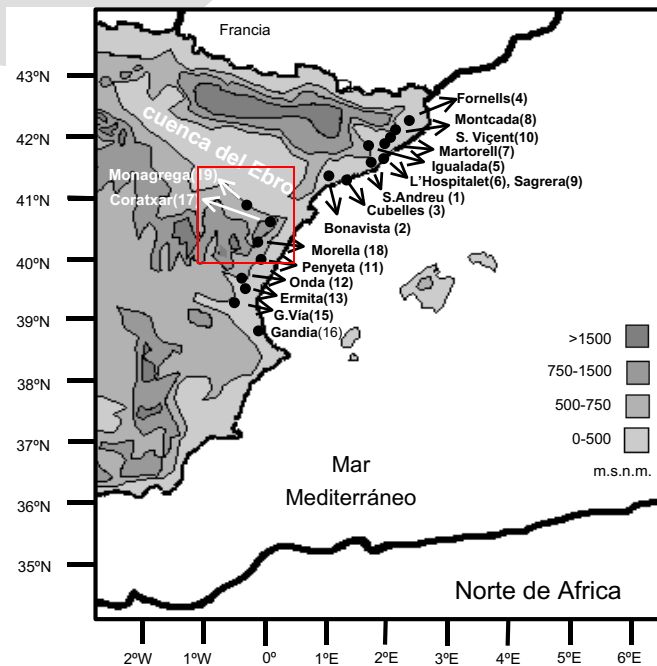 Francia
43ºN
42ºN
41ºN
40ºN
39ºN
38ºN
37ºN
36ºN
35ºN
cuenca del Ebro
Fornells(4)
Montcada(8)
S. Viçent(10)
Martorell(7)
Igualada(5)
L'Hospitalet(6), Sagrera(9)
S.Andreu (1)
Cubelles (3)
Bonavista (2)
Monagrega(19)
Coratxar(17
Morella (18)
Penyeta (11)
Onda (12)
Ermita(13)
G.Vía(15)
Gandia(16)
>1500
750-1500
500-750
0-500
m.s.n.m.
Mar
Mediterráneo
Norte de Africa
2ºW 1ºW 0º 1ºE 2ºE 3ºE 4ºE 5ºE 6ºE